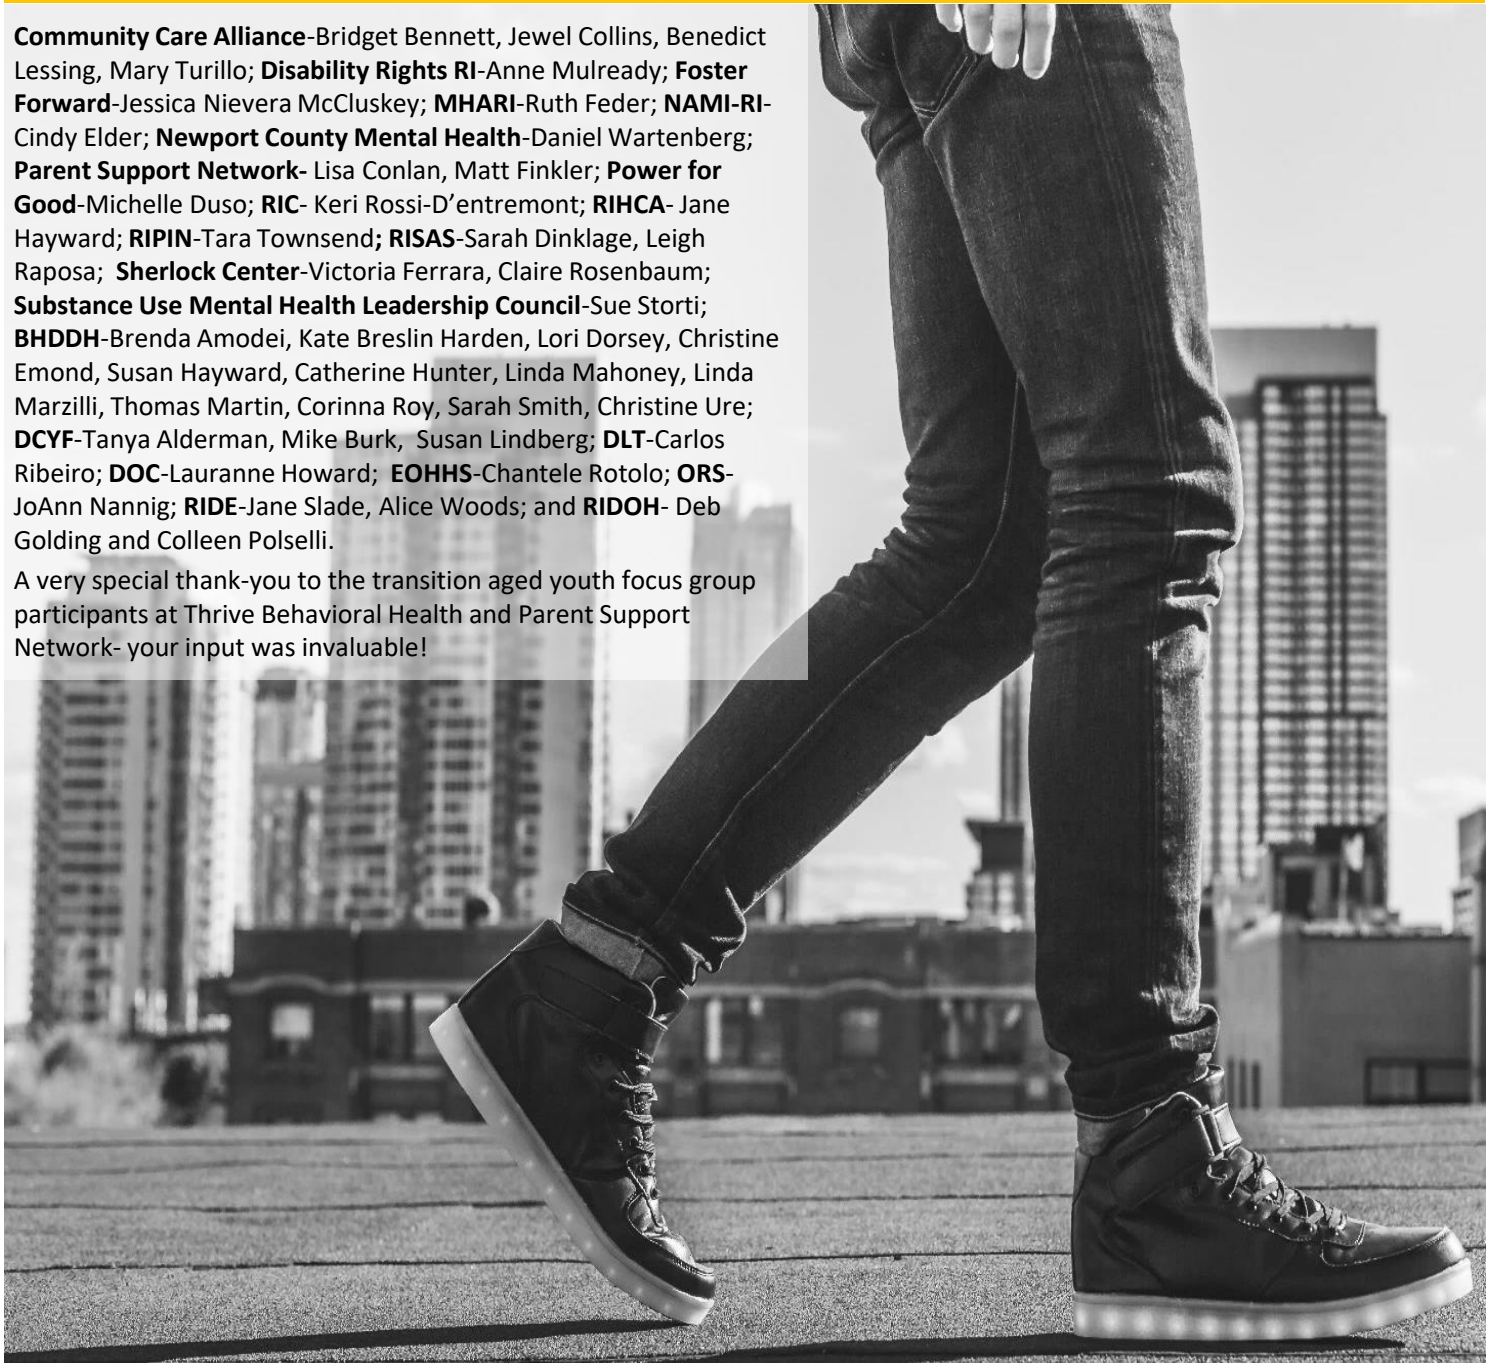 Community Care Alliance-Bridget Bennett, Jewel Collins, Benedict
Lessing, Mary Turillo; Disability Rights RI-Anne Mulready; Foster
Forward-Jessica Nievera McCluskey; MHARI-Ruth Feder; NAMI-RI-
Cindy Elder; Newport County Mental Health-Daniel Wartenberg;
Parent Support Network- Lisa Conlan, Matt Finkler; Power for
Good-Michelle Duso; RIC- Keri Rossi-D’entremont; RIHCA- Jane
Hayward; RIPIN-Tara Townsend; RISAS-Sarah Dinklage, Leigh
Raposa; Sherlock Center-Victoria Ferrara, Claire Rosenbaum;
Substance Use Mental Health Leadership Council-Sue Storti;
BHDDH-Brenda Amodei, Kate Breslin Harden, Lori Dorsey, Christine
Emond, Susan Hayward, Catherine Hunter, Linda Mahoney, Linda
Marzilli, Thomas Martin, Corinna Roy, Sarah Smith, Christine Ure;
DCYF-Tanya Alderman, Mike Burk, Susan Lindberg; DLT-Carlos
Ribeiro; DOC-Lauranne Howard; EOHHS-Chantele Rotolo; ORS-
JoAnn Nannig; RIDE-Jane Slade, Alice Woods; and RIDOH- Deb
Golding and Colleen Polselli.
A very special thank-you to the transition aged youth focus group
participants at Thrive Behavioral Health and Parent Support
Network- your input was invaluable!